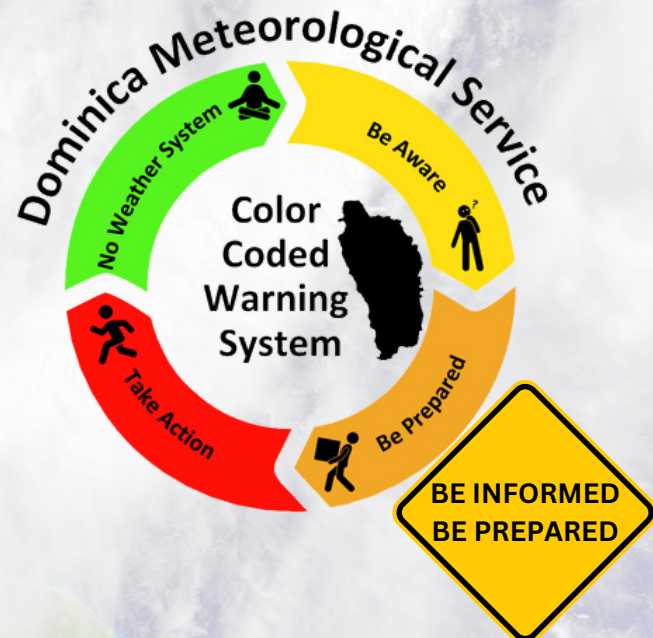 Dominica Meteorological Service
No Weather System
Be Aware
?
Color
Coded
Warning
System
Take Action
Be Prepared
BE INFORMED
BE PREPARED